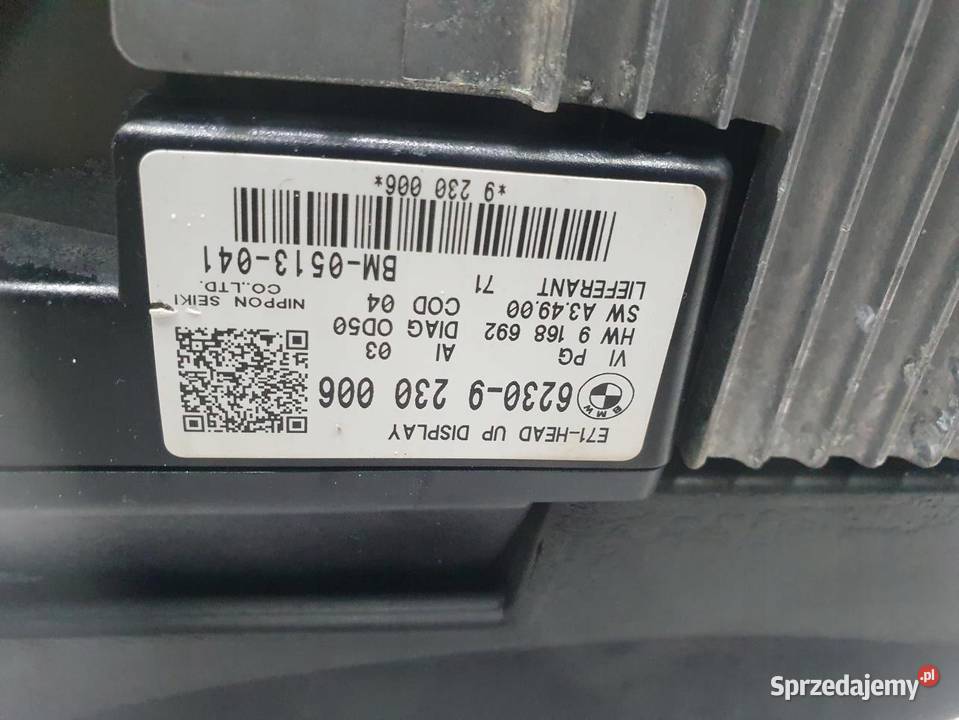 E71-HEAD UP DISPLAY
BMW
6230-9 230 006
VI PG AI 03
HW 9 168 692 DIAG OD50
SW A3.49.00 COD 04
LIEFERANT 71
NIPPON SEIKI
CO.,LTD.
BM-0513-041
*9 230 006*
Sprzedajemy.pl